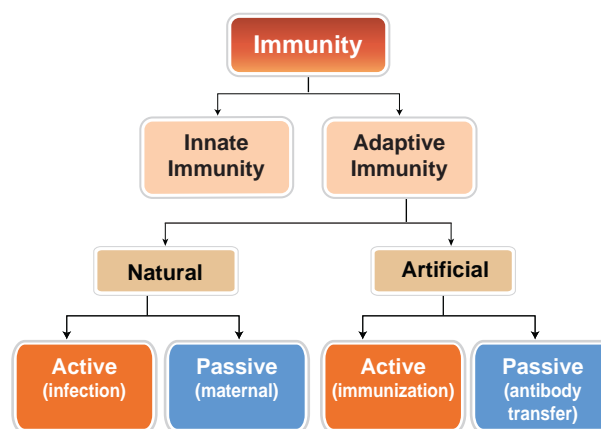 Immunity
Innate
Immunity
Adaptive
Immunity
Natural
Artificial
Active
(infection)
Passive
(maternal)
Active
(immunization)
Passive
(antibody
transfer)